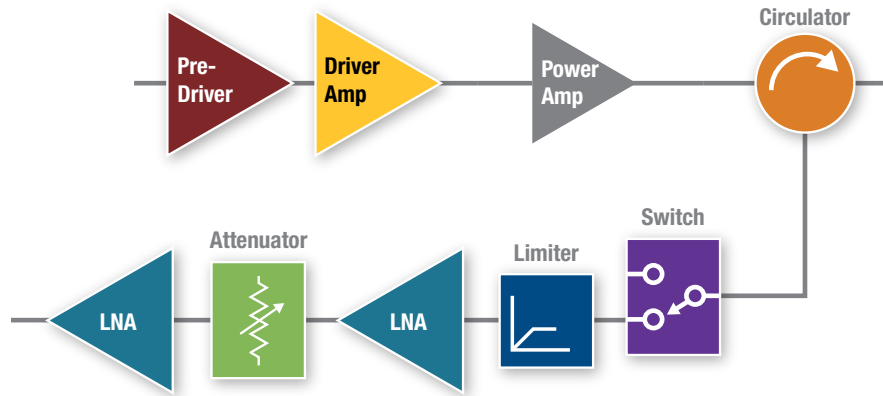 Circulator
Pre-
Driver
Driver
Amp
Power
Amp
Switch
Attenuator
Limiter
LNA
LNA